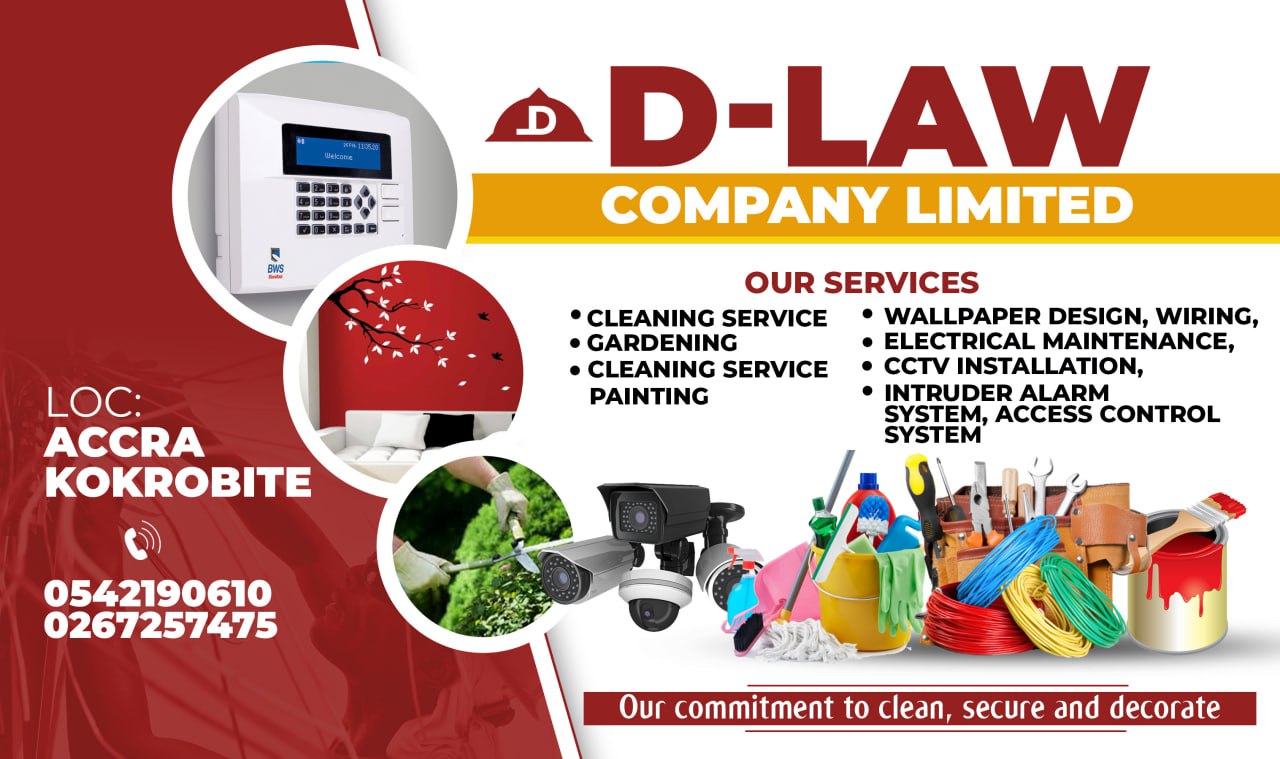 D
D-LAW
COMPANY LIMITED
Welcome
BWS
OUR SERVICES
• CLEANING SERVICE
• GARDENING
• CLEANING SERVICE
PAINTING
• WALLPAPER DESIGN, WIRING,
• ELECTRICAL MAINTENANCE,
• CCTV INSTALLATION,
• INTRUDER ALARM
SYSTEM, ACCESS CONTROL
SYSTEM
LOC:
ACCRA
KOKROBITE
0542190610
0267257475
Our commitment to clean, secure and decorate